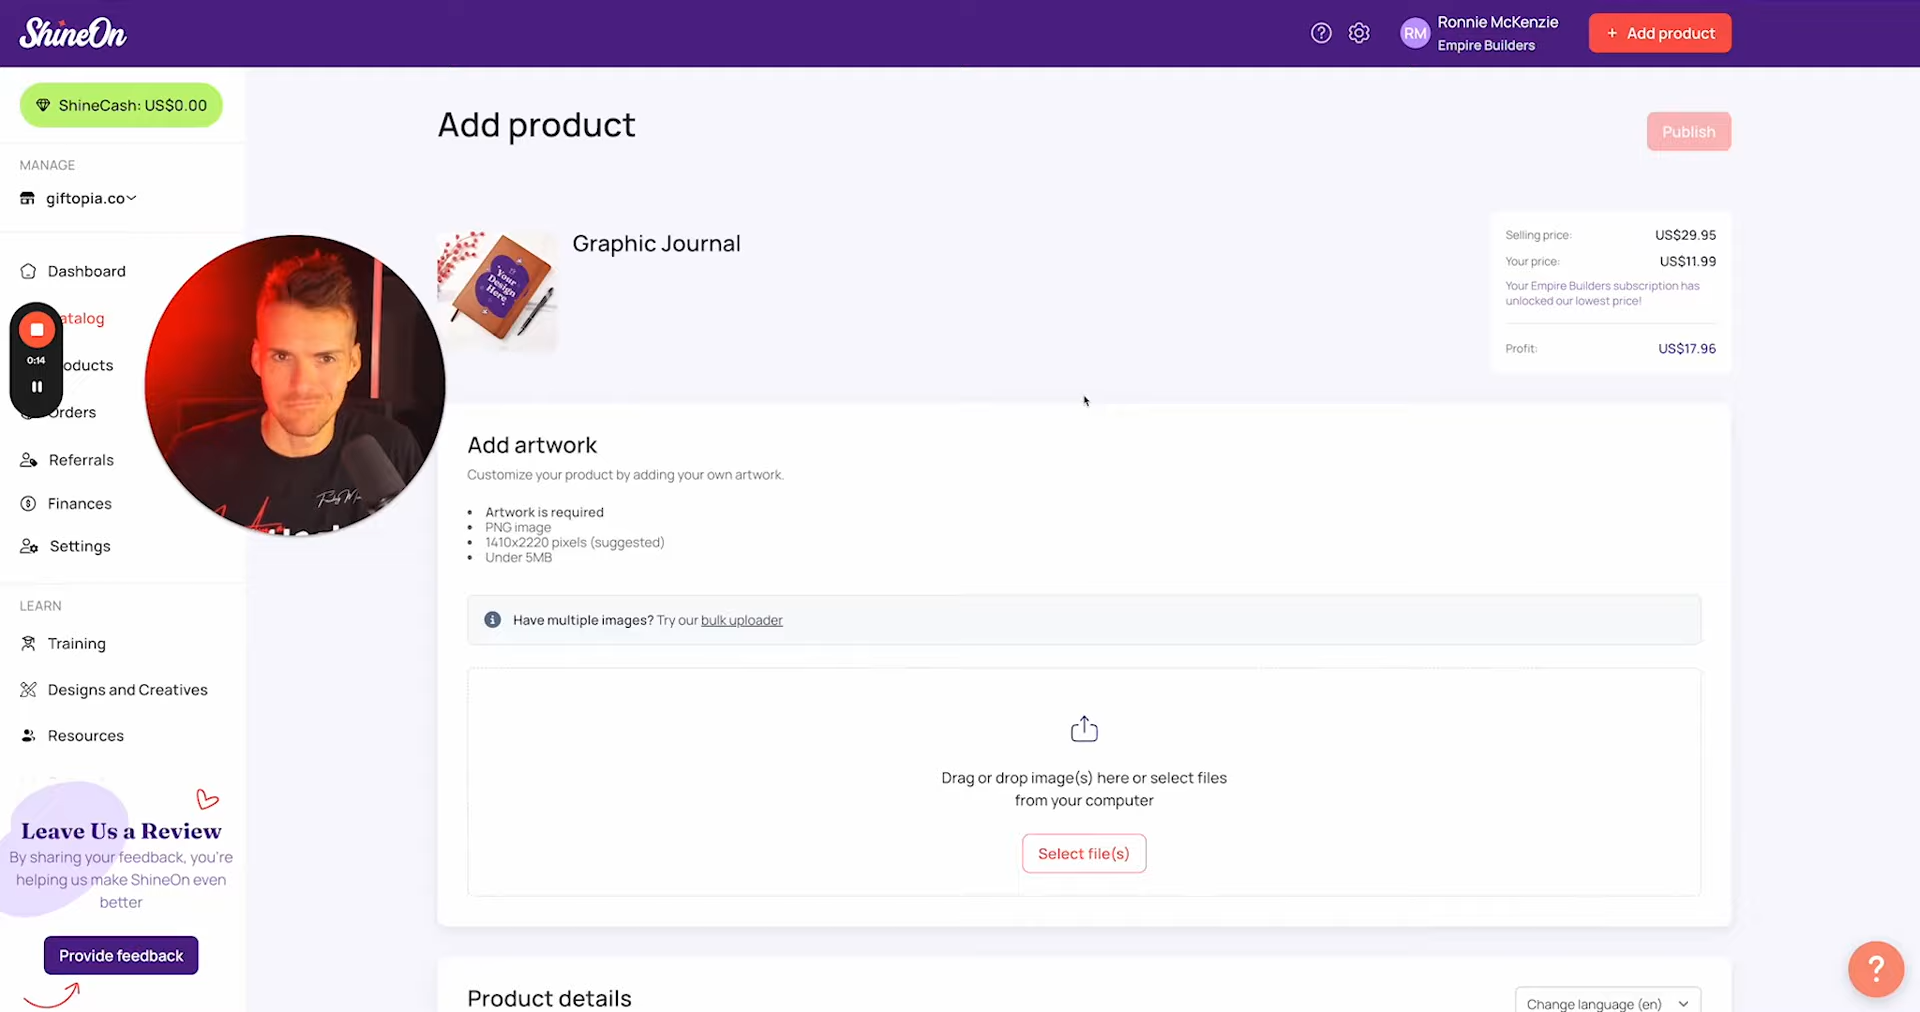 ShineOn
RM
Ronnie McKenzie
Empire Builders
+ Add product
ShineCash: US$0.00
MANAGE
giftopia.co
Dashboard
atalog
oducts
Orders
Referrals
Finances
Settings
0:14
LEARN
Training
Designs and Creatives
Resources
Leave Us a Review
By sharing your feedback, you're
helping us make ShineOn even
better
Provide feedback
Add product
Publish
Your
Design
Here
Graphic Journal
Selling price: US$29.95
Your price: US$11.99
Your Empire Builders subscription has
unlocked our lowest price!
Profit: US$17.96
Add artwork
Customize your product by adding your own artwork.
• Artwork is required
• PNG image
• 1410x2220 pixels (suggested)
• Under 5MB
Have multiple images? Try our bulk uploader
Drag or drop image(s) here or select files
from your computer
Select file(s)
Product details
Change language (en)
?